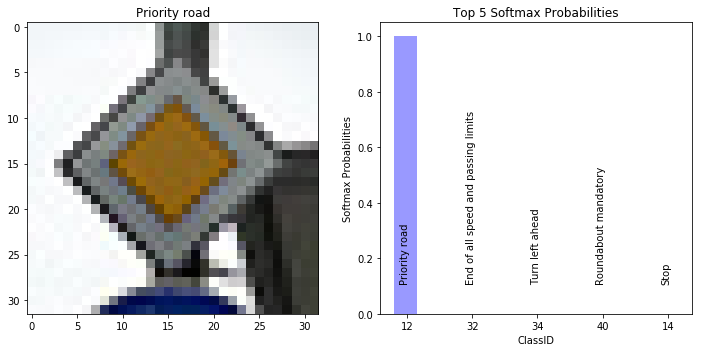 Priority road
0
5
10
15
20
25
30
0
5
10
15
20
25
30
Top 5 Softmax Probabilities
Softmax Probabilities
1.0
0.8
0.6
0.4
0.2
0.0
Priority road
End of all speed and passing limits
Turn left ahead
Roundabout mandatory
Stop
12
32
34
40
14
ClassID